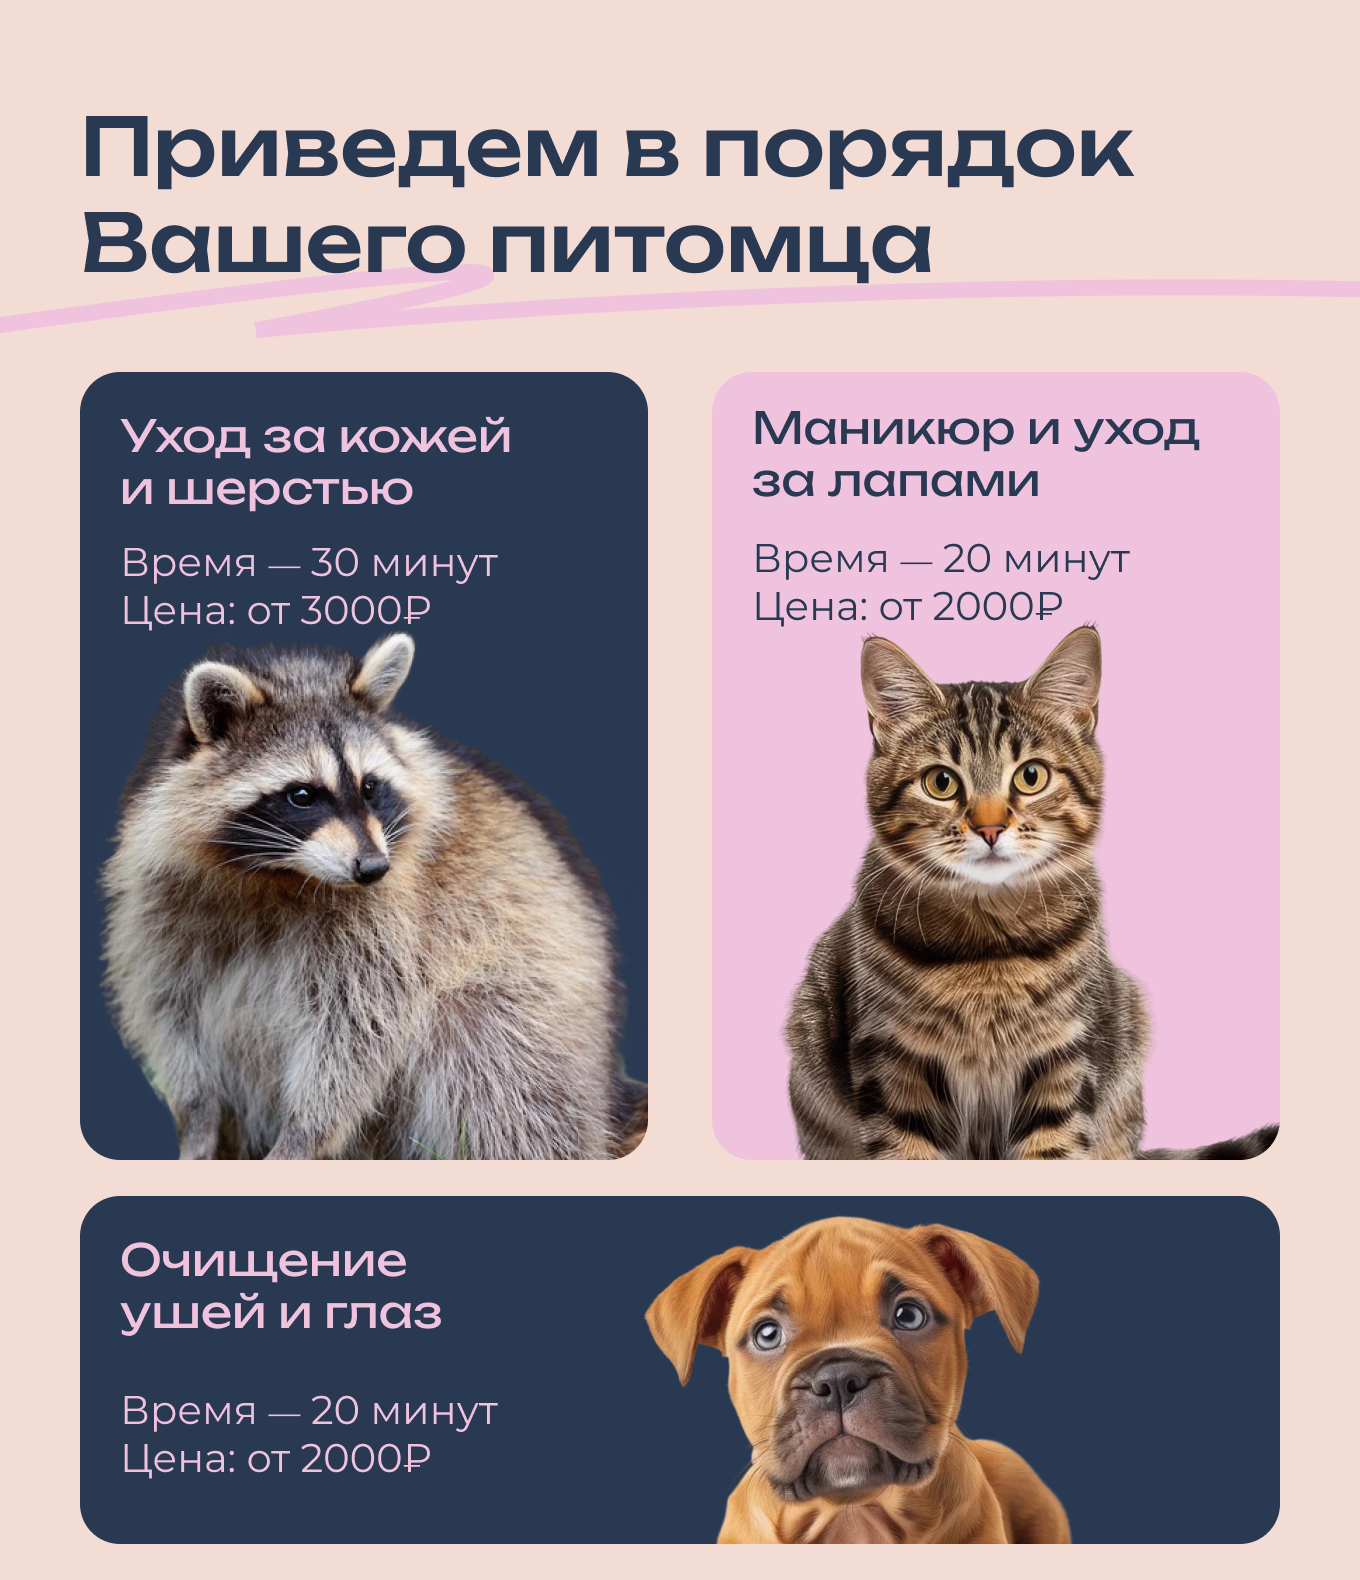 Приведем в порядок
Вашего питомца
Уход за кожей
и шерстью
Время — 30 минут
Цена: от 3000₽
Маникюр и уход
за лапами
Время — 20 минут
Цена: от 2000₽
Очищение
ушей и глаз
Время — 20 минут
Цена: от 2000₽